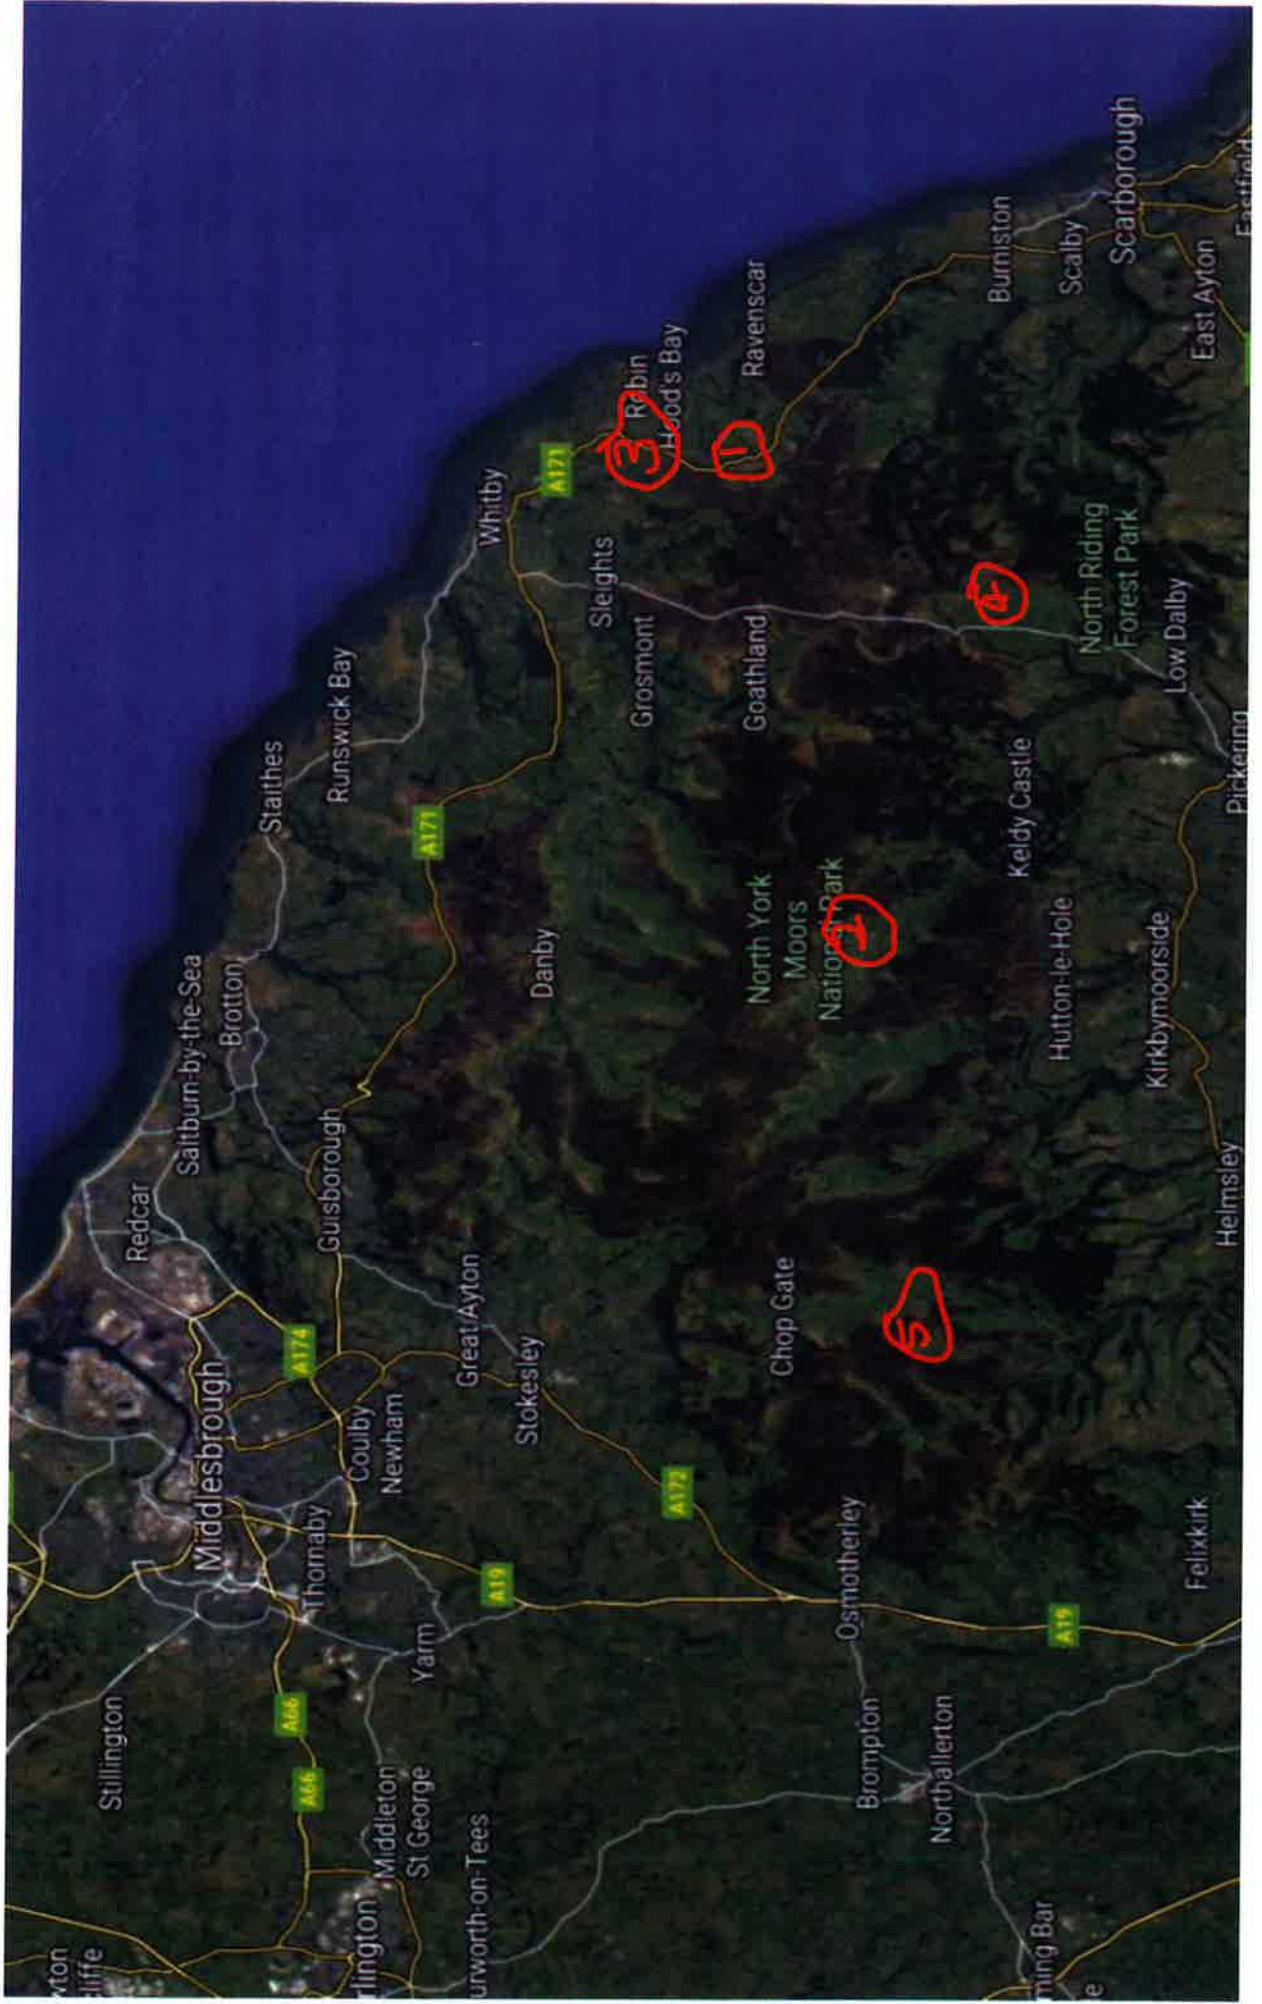 Stillington
Redcar
Saltburn-by-the-Sea
Brotton
Staithes
Runswick Bay
Middlesbrough
A174
Guisborough
A66
A66
Thornaby
Coulby
Newham
Middleton
St George
Yarm
A171
Great Ayton
Stokesley
A19
Danby
Whitby
A171
Sleights
Grosmont
3
Robin
Hood's Bay
A172
Chop Gate
North York
Moors
National Park
2
Goathland
1
Ravenscar
Osmotherley
Brompton
Northallerton
5
4
Keldy Castle
Burniston
Scalby
Hutton-le-Hole
A19
North Riding
Forest Park
Scarborough
Kirkbymoorside
Low Dalby
East Ayton
Felixkirk
Helmsley
Pickering
Eastfield